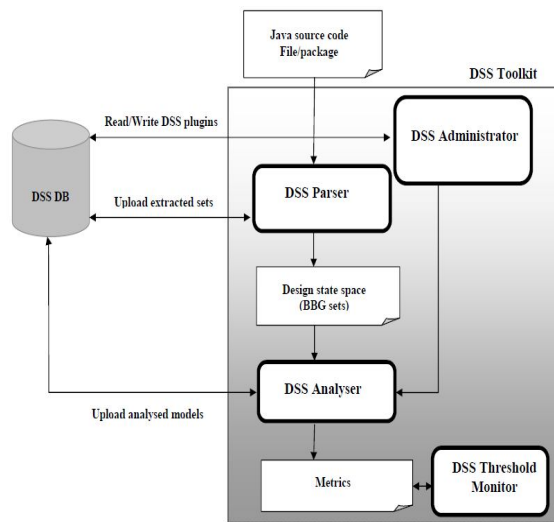 Java source code
File/package
DSS Toolkit
Read/Write DSS plugins
DSS Administrator
DSS DB
DSS Parser
Upload extracted sets
Design state space
(BBG sets)
DSS Analyser
Upload analysed models
Metrics
DSS Threshold
Monitor